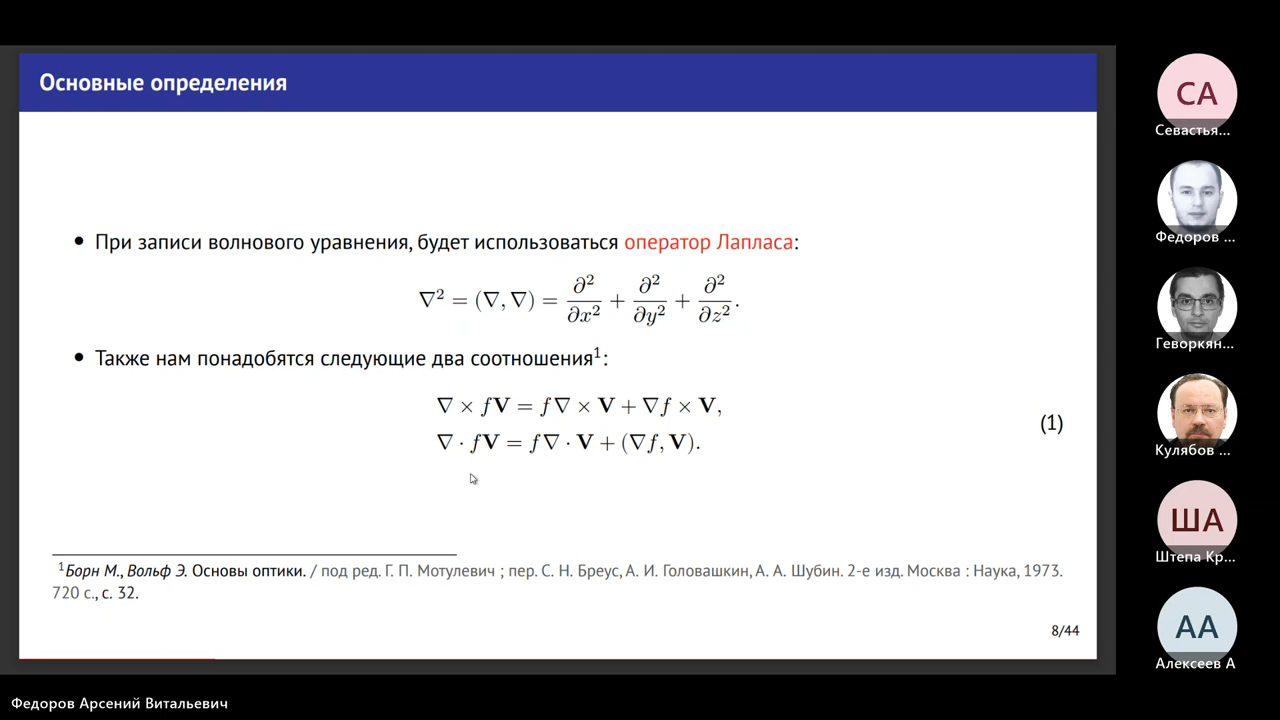 Основные определения
• При записи волнового уравнения, будет использоваться оператор Лапласа:
∇² = (∇, ∇) = ∂²/∂x² + ∂²/∂y² + ∂²/∂z².
• Также нам понадобятся следующие два соотношения¹:
∇ × fV = f∇ × V + ∇f × V,
∇ · fV = f∇ · V + (∇f, V).
(1)
¹Борн М., Вольф Э. Основы оптики. / под ред. Г. П. Мотулевич ; пер. С. Н. Бреус, А. И. Головашкин, А. А. Шубин. 2-е изд. Москва : Наука, 1973.
720 с., с. 32.
8/44
СА
Севастья...
Федоров ...
Геворкян...
Кулябов ...
ША
Штепа Кр...
АА
Алексеев А
Федоров Арсений Витальевич